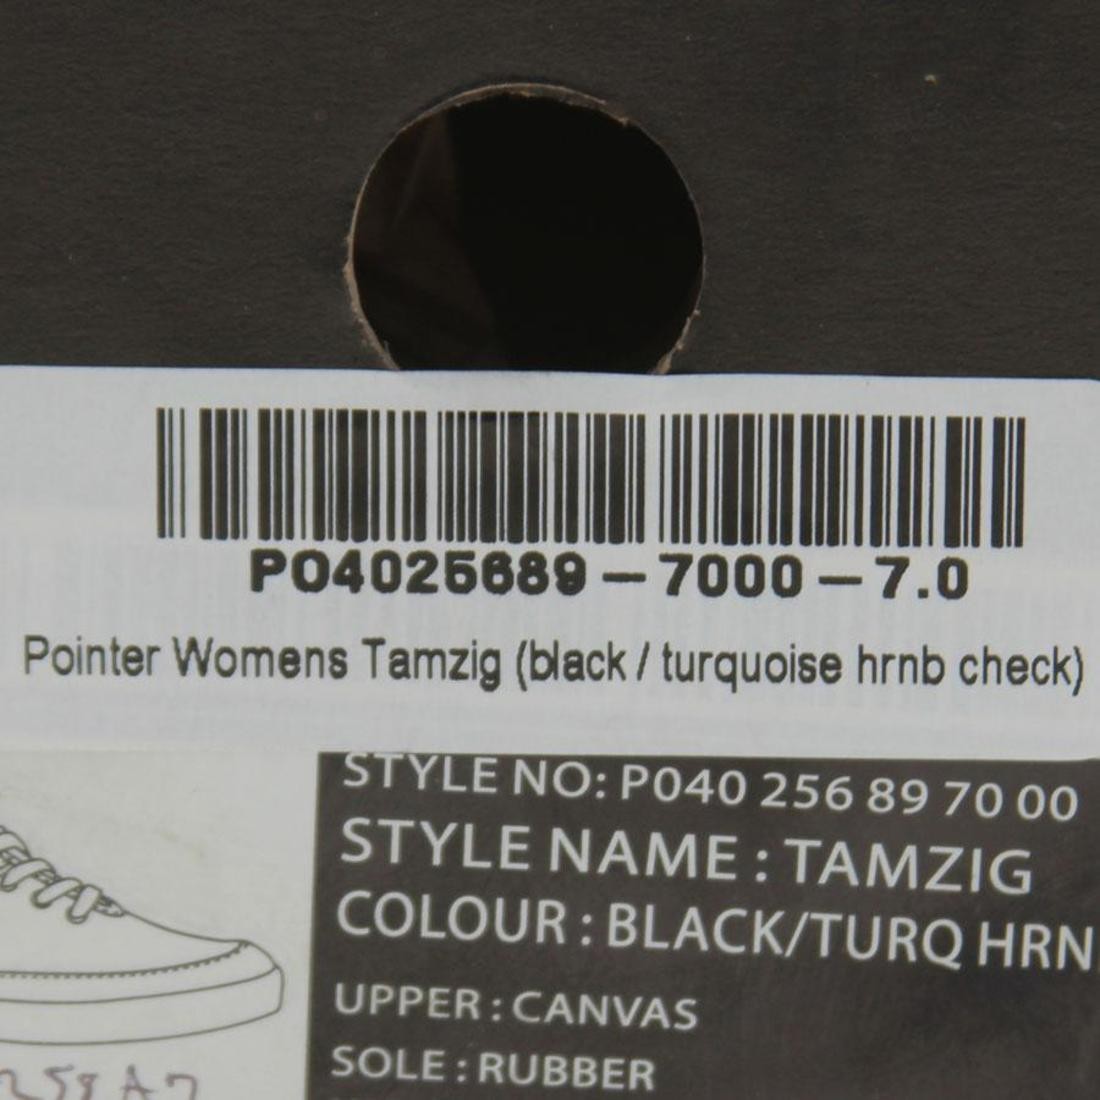 P04025689-7000-7.0
Pointer Womens Tamzig (black / turquoise hrnb check)
STYLE NO: P040 256 89 70 00
STYLE NAME : TAMZIG
COLOUR : BLACK/TURQ HRN
UPPER : CANVAS
SOLE : RUBBER